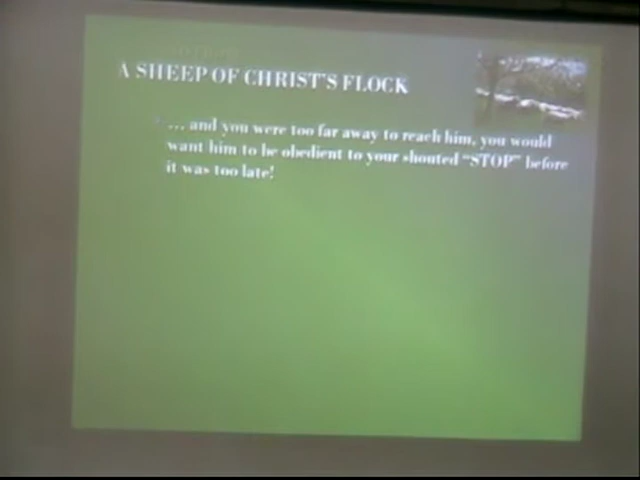 A SHEEP OF CHRIST'S FLOCK
… and you were too far away to reach him, you would
want him to be obedient to your shouted "STOP" before
it was too late!